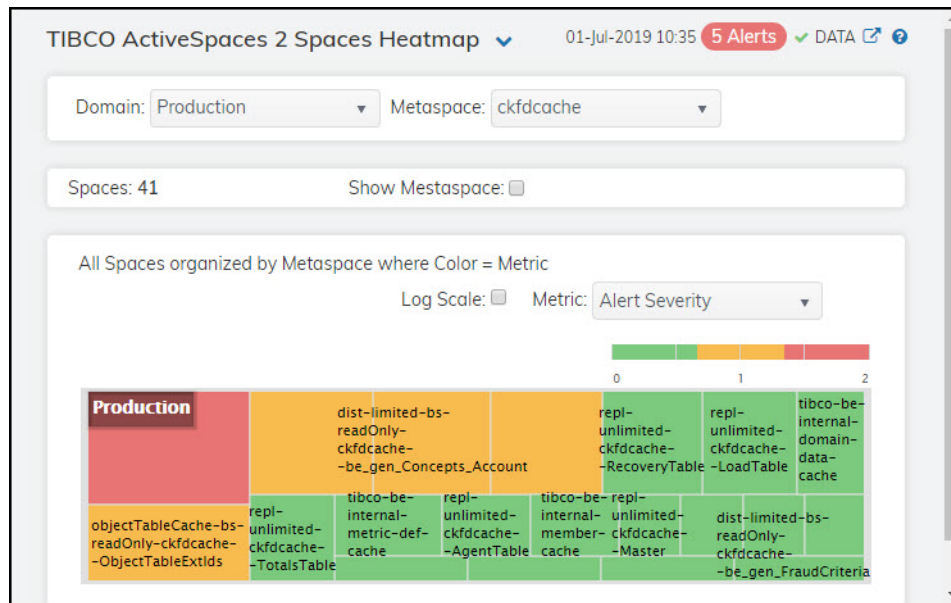 TIBCO ActiveSpaces 2 Spaces Heatmap
01-Jul-2019 10:35 5 Alerts DATA
Domain: Production Metaspace: ckfdcache
Spaces: 41 Show Mestaspace:
All Spaces organized by Metaspace where Color = Metric
Log Scale: Metric: Alert Severity
0 1 2
Production
dist-limited-bs-
readOnly-
ckfdcache-
-be_gen_Concepts_Account
repl-
unlimited-
ckfdcache-
-RecoveryTable
repl-
unlimited-
ckfdcache-
-LoadTable
tibco-be-
internal-
domain-
data-
cache
objectTableCache-bs-
readOnly-ckfdcache-
-ObjectTableExtIds
repl-
unlimited-
ckfdcache-
-TotalsTable
tibco-be-
internal-
metric-def-
cache
repl-
unlimited-
ckfdcache-
-AgentTable
tibco-be-
internal-
member-
cache
repl-
unlimited-
ckfdcache-
-Master
dist-limited-bs-
readOnly-
ckfdcache-
-be_gen_FraudCriteria